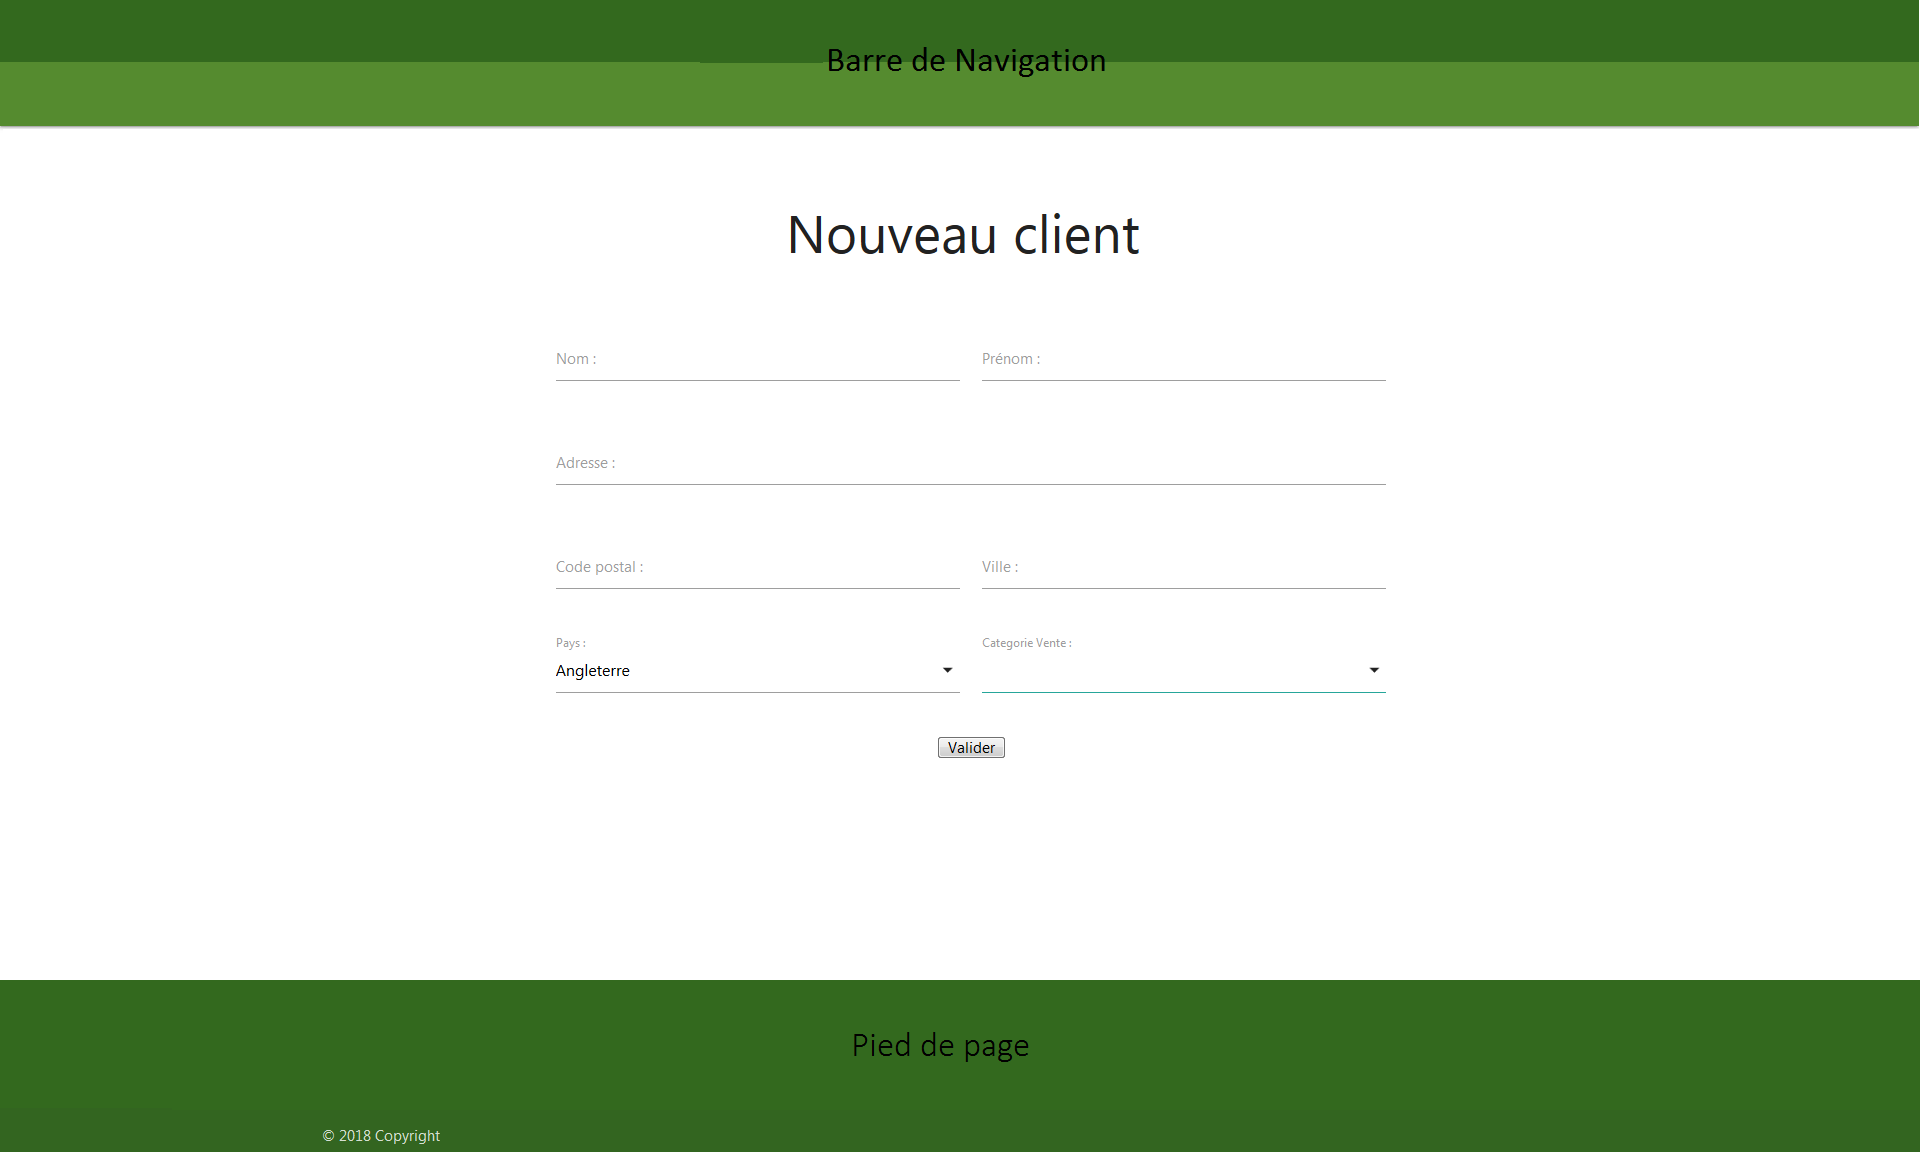 Barre de Navigation
Nouveau client
Nom :
Prénom :
Adresse :
Code postal :
Ville :
Pays :
Categorie Vente :
Angleterre
Valider
Pied de page
© 2018 Copyright